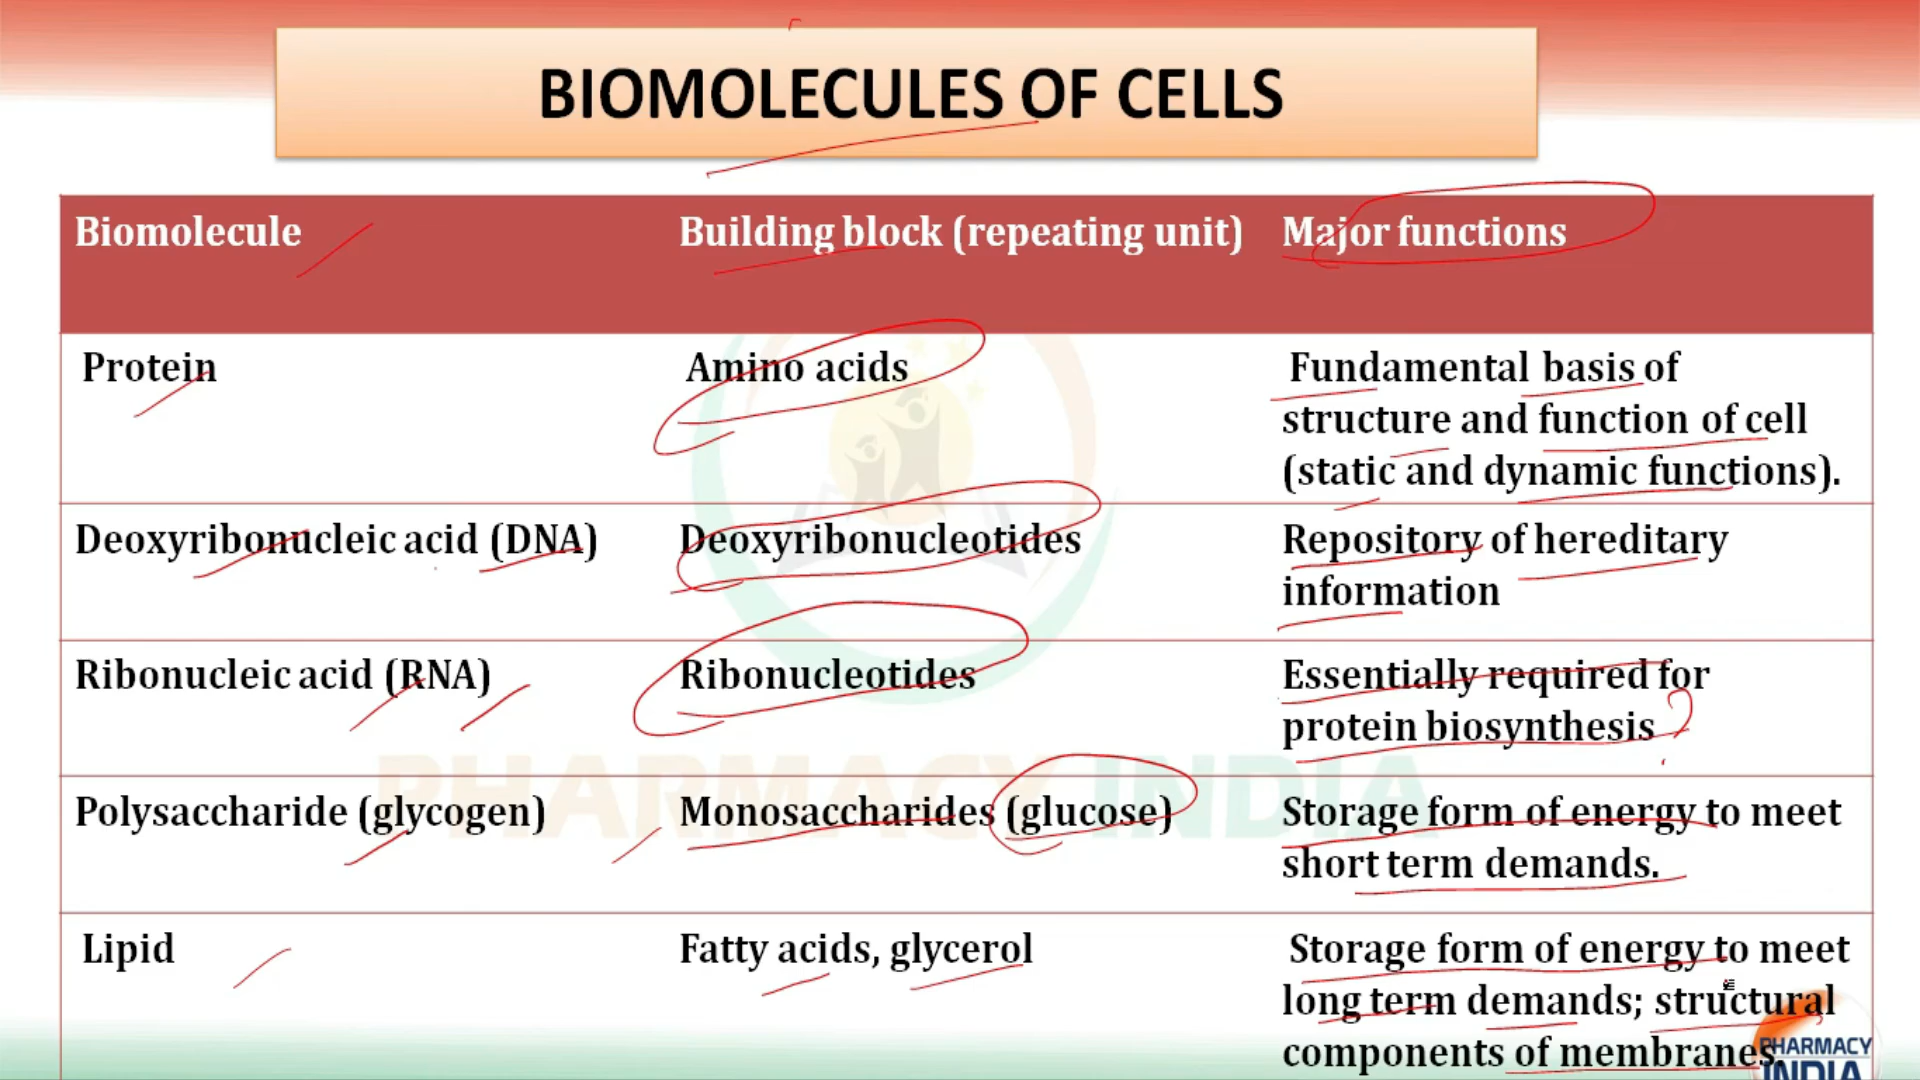 BIOMOLECULES OF CELLS
Biomolecule
Building block (repeating unit)
Major functions
Protein
Amino acids
Fundamental basis of
structure and function of cell
(static and dynamic functions).
Deoxyribonucleic acid (DNA)
Deoxyribonucleotides
Repository of hereditary
information
Ribonucleic acid (RNA)
Ribonucleotides
Essentially required for
protein biosynthesis
Polysaccharide (glycogen)
Monosaccharides (glucose)
Storage form of energy to meet
short term demands.
Lipid
Fatty acids, glycerol
Storage form of energy to meet
long term demands; structural
components of membranes.
PHARMACY INDIA
PHARMACY
INDIA